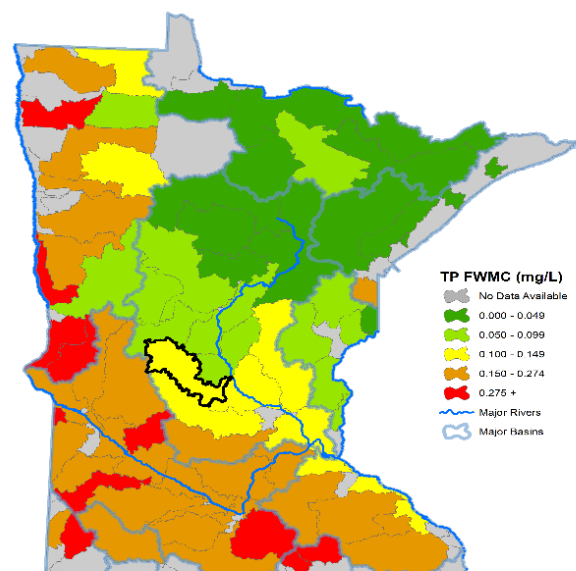 TP FWMC (mg/L)
No Data Available
0.000 - 0.049
0.050 - 0.099
0.100 - 0.149
0.150 - 0.274
0.275 +
Major Rivers
Major Basins